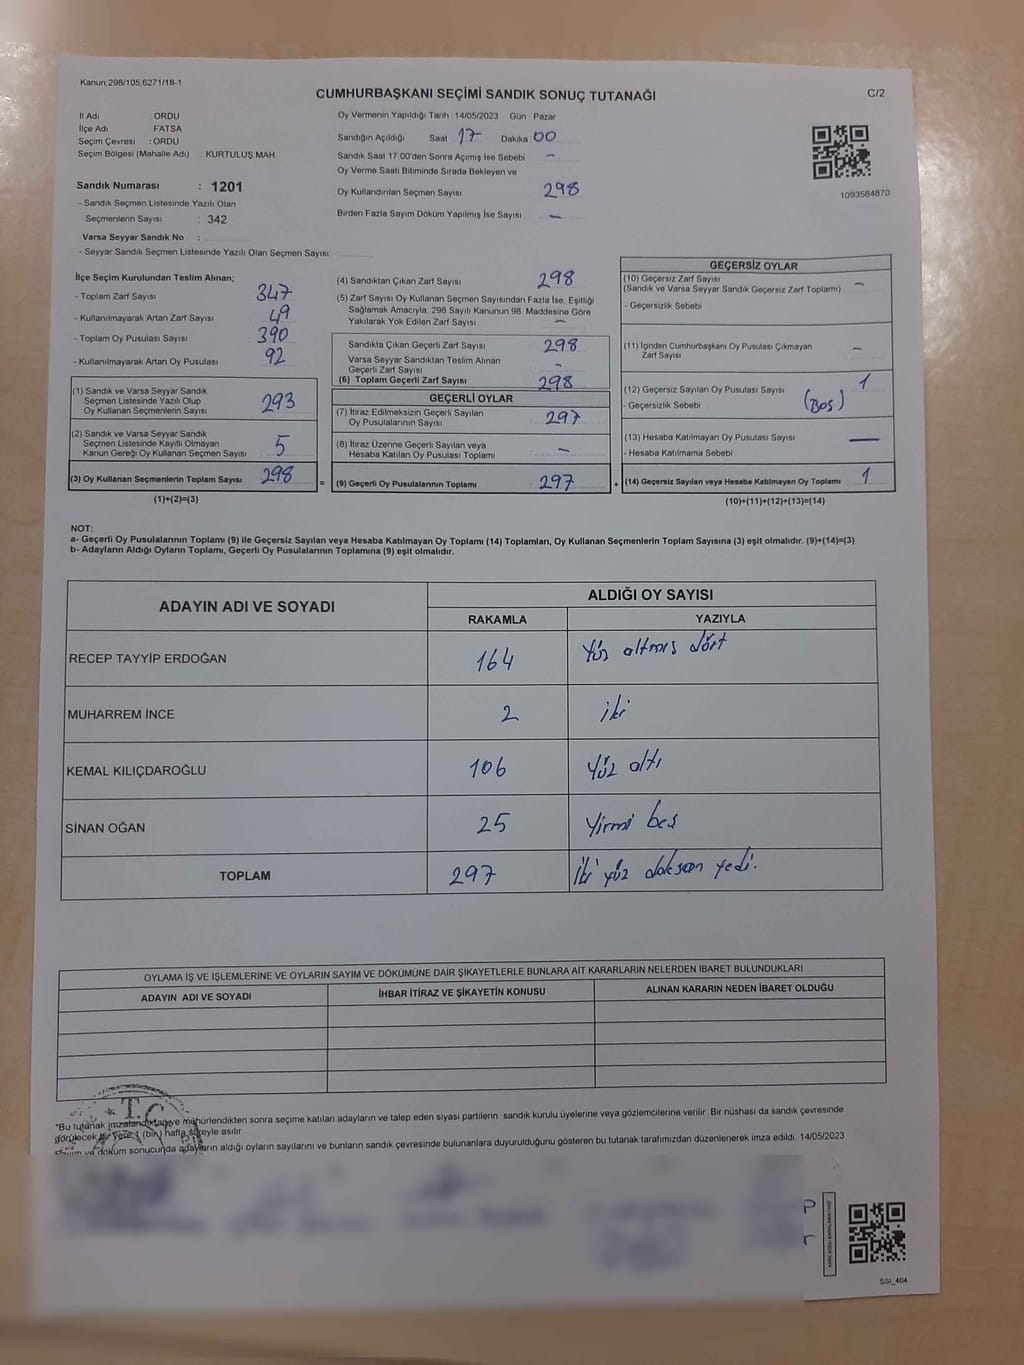 Kanun,298/105,6271/18-1
CUMHURBAŞKANI SEÇİMİ SANDIK SONUÇ TUTANAĞI
C/2
İl Adı : ORDU
İlçe Adı FATSA
Seçim Çevresi : ORDU
Seçim Bölgesi (Mahalle Adı) : KURTULUŞ MAH.
Sandık Numarası : 1201
- Sandık Seçmen Listesinde Yazılı Olan
Seçmenlerin Sayısı : 342
Varsa Seyyar Sandık No :
- Seyyar Sandık Seçmen Listesinde Yazılı Olan Seçmen Sayısı:
Oy Vermenin Yapıldığı Tarih 14/05/2023 Gün Pazar
Sandığın Açıldığı Saat 17 Dakika 00
Sandık Saat 17:00'den Sonra Açımış İse Sebebi -
Oy Verme Saati Bitiminde Sırada Bekleyen ve
Oy Kullandırılan Seçmen Sayısı 298
Birden Fazla Sayım Döküm Yapılmış İse Sayısı -
1093584870
İlçe Seçim Kurulundan Teslim Alınan;
- Toplam Zarf Sayısı 347
- Kullanılmayarak Artan Zarf Sayısı 49
- Toplam Oy Pusulası Sayısı 390
- Kullanılmayarak Artan Oy Pusulası 92
(1) Sandık ve Varsa Seyyar Sandık
Seçmen Listesinde Yazılı Olup
Oy Kullanan Seçmenlerin Sayısı 293
(2) Sandık ve Varsa Seyyar Sandık
Seçmen Listesinde Kayıtlı Olmayan
Kanun Gereği Oy Kullanan Seçmen Sayısı 5
(3) Oy Kullanan Seçmenlerin Toplam Sayısı 298
(1)+(2)=(3)
(4) Sandıktan Çıkan Zarf Sayısı 298
(5) Zarf Sayısı Oy Kullanan Seçmen Sayısından Fazla İse, Eşitliği
Sağlamak Amacıyla, 298 Sayılı Kanunun 98. Maddesine Göre
Yakılarak Yok Edilen Zarf Sayısı -
Sandıkta Çıkan Geçerli Zarf Sayısı 298
Varsa Seyyar Sandıktan Teslim Alınan
Geçerli Zarf Sayısı -
(6) Toplam Geçerli Zarf Sayısı 298
GEÇERLİ OYLAR
(7) İtiraz Edilmeksizin Geçerli Sayılan
Oy Pusulasının Sayısı 297
(8) İtiraz Üzerine Geçerli Sayılan veya
Hesaba Katılan Oy Pusulası Toplamı -
= (9) Geçerli Oy Pusulalarının Toplamı : 297
GEÇERSİZ OYLAR
(10) Geçersiz Zarf Sayısı
(Sandık ve Varsa Seyyar Sandık Geçersiz Zarf Toplamı) -
- Geçersizlik Sebebi
(11) İçinden Cumhurbaşkanı Oy Pusulası Çıkmayan
Zarf Sayısı -
(12) Geçersiz Sayılan Oy Pusulası Sayısı 1
- Geçersizlik Sebebi (Boş)
(13) Hesaba Katılmayan Oy Pusulası Sayısı -
- Hesaba Katılmama Sebebi
+ (14) Geçersiz Sayılan veya Hesaba Katılmayan Oy Toplamı 1
(10)+(11)+(12)+(13)=(14)
NOT:
a- Geçerli Oy Pusulalarının Toplamı (9) ile Geçersiz Sayılan veya Hesaba Katılmayan Oy Toplamı (14) Toplamları, Oy Kullanan Seçmenlerin Toplam Sayısına (3) eşit olmalıdır. (9)+(14)=(3)
b- Adayların Aldığı Oyların Toplamı, Geçerli Oy Pusulalarının Toplamına (9) eşit olmalıdır.
ADAYIN ADI VE SOYADI ALDIĞI OY SAYISI
RAKAMLA YAZIYLA
RECEP TAYYİP ERDOĞAN 164 Yüz altmış dört
MUHARREM İNCE 2 iki
KEMAL KILIÇDAROĞLU 106 Yüz altı
SİNAN OĞAN 25 Yirmi beş
TOPLAM 297 İki yüz doksan yedi.
OYLAMA İŞ VE İŞLEMLERİNE VE OYLARIN SAYIM VE DÖKÜMÜNE DAİR ŞİKAYETLERLE BUNLARA AİT KARARLARIN NELERDEN İBARET BULUNDUKLARI
ADAYIN ADI VE SOYADI İHBAR İTİRAZ VE ŞİKAYETİN KONUSU ALINAN KARARIN NEDEN İBARET OLDUĞU
T.C
*Bu tutanak imzalandıktan ve mühürlendikten sonra seçime katılan adayların ve talep eden siyasi partilerin sandık kurulu üyelerine veya gözlemcilerine verilir. Bir nüshası da sandık çevresinde
görülecek bir yere 1 (bir) hafta süreyle asılır.
Sayım ve döküm sonucunda adayların aldığı oyların sayılarını ve bunların sandık çevresinde bulunanlara duyurulduğunu gösteren bu tutanak tarafımızdan düzenlenerek imza edildi. 14/05/2023
SSİ_404